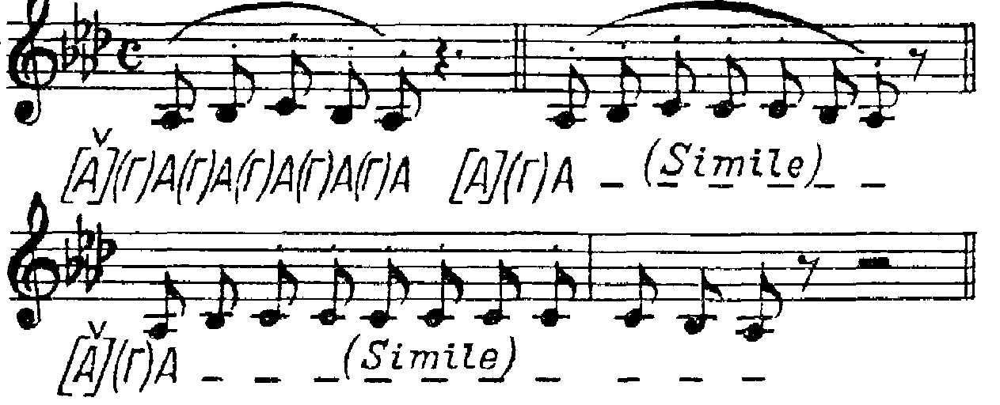 [Ǎ](Г)А(Г)А(Г)А(Г)А(Г)А [А](Г)А — (Simile) — —
[Ǎ](Г)А — — — (Simile) — — — —